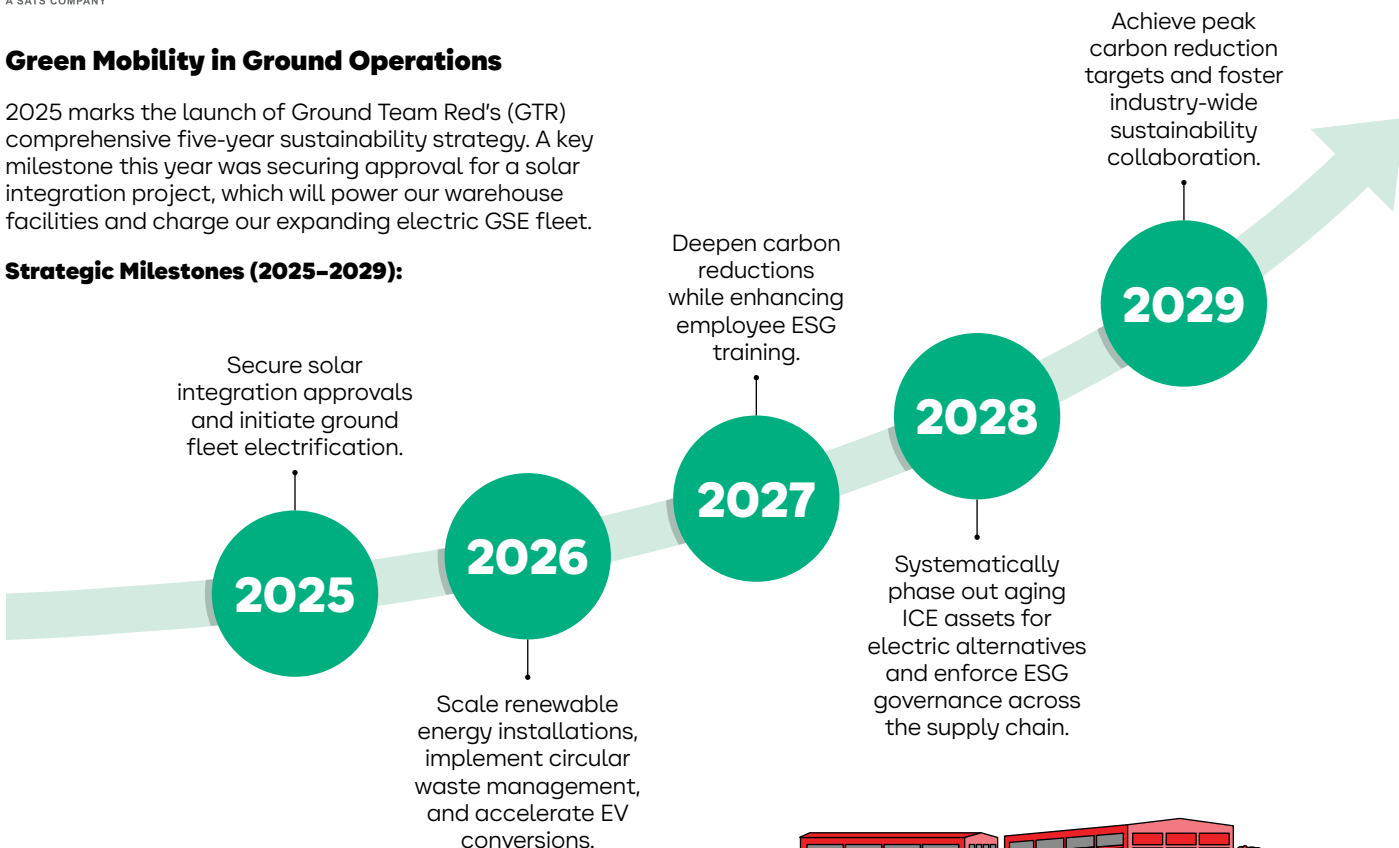 A SATS COMPANY
Green Mobility in Ground Operations
2025 marks the launch of Ground Team Red’s (GTR)
comprehensive five-year sustainability strategy. A key
milestone this year was securing approval for a solar
integration project, which will power our warehouse
facilities and charge our expanding electric GSE fleet.
Strategic Milestones (2025–2029):
Secure solar
integration approvals
and initiate ground
fleet electrification.
2025
2026
Scale renewable
energy installations,
implement circular
waste management,
and accelerate EV
conversions.
Deepen carbon
reductions
while enhancing
employee ESG
training.
2027
2028
Systematically
phase out aging
ICE assets for
electric alternatives
and enforce ESG
governance across
the supply chain.
Achieve peak
carbon reduction
targets and foster
industry-wide
sustainability
collaboration.
2029